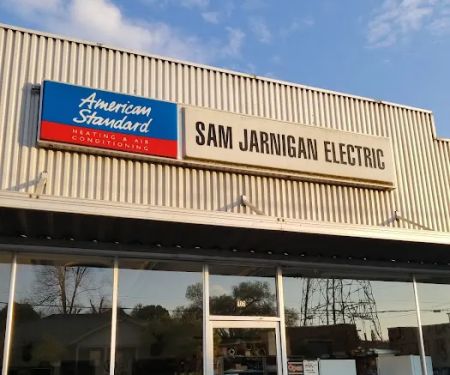 American
Standard
HEATING & AIR
CONDITIONING
SAM JARNIGAN ELECTRIC